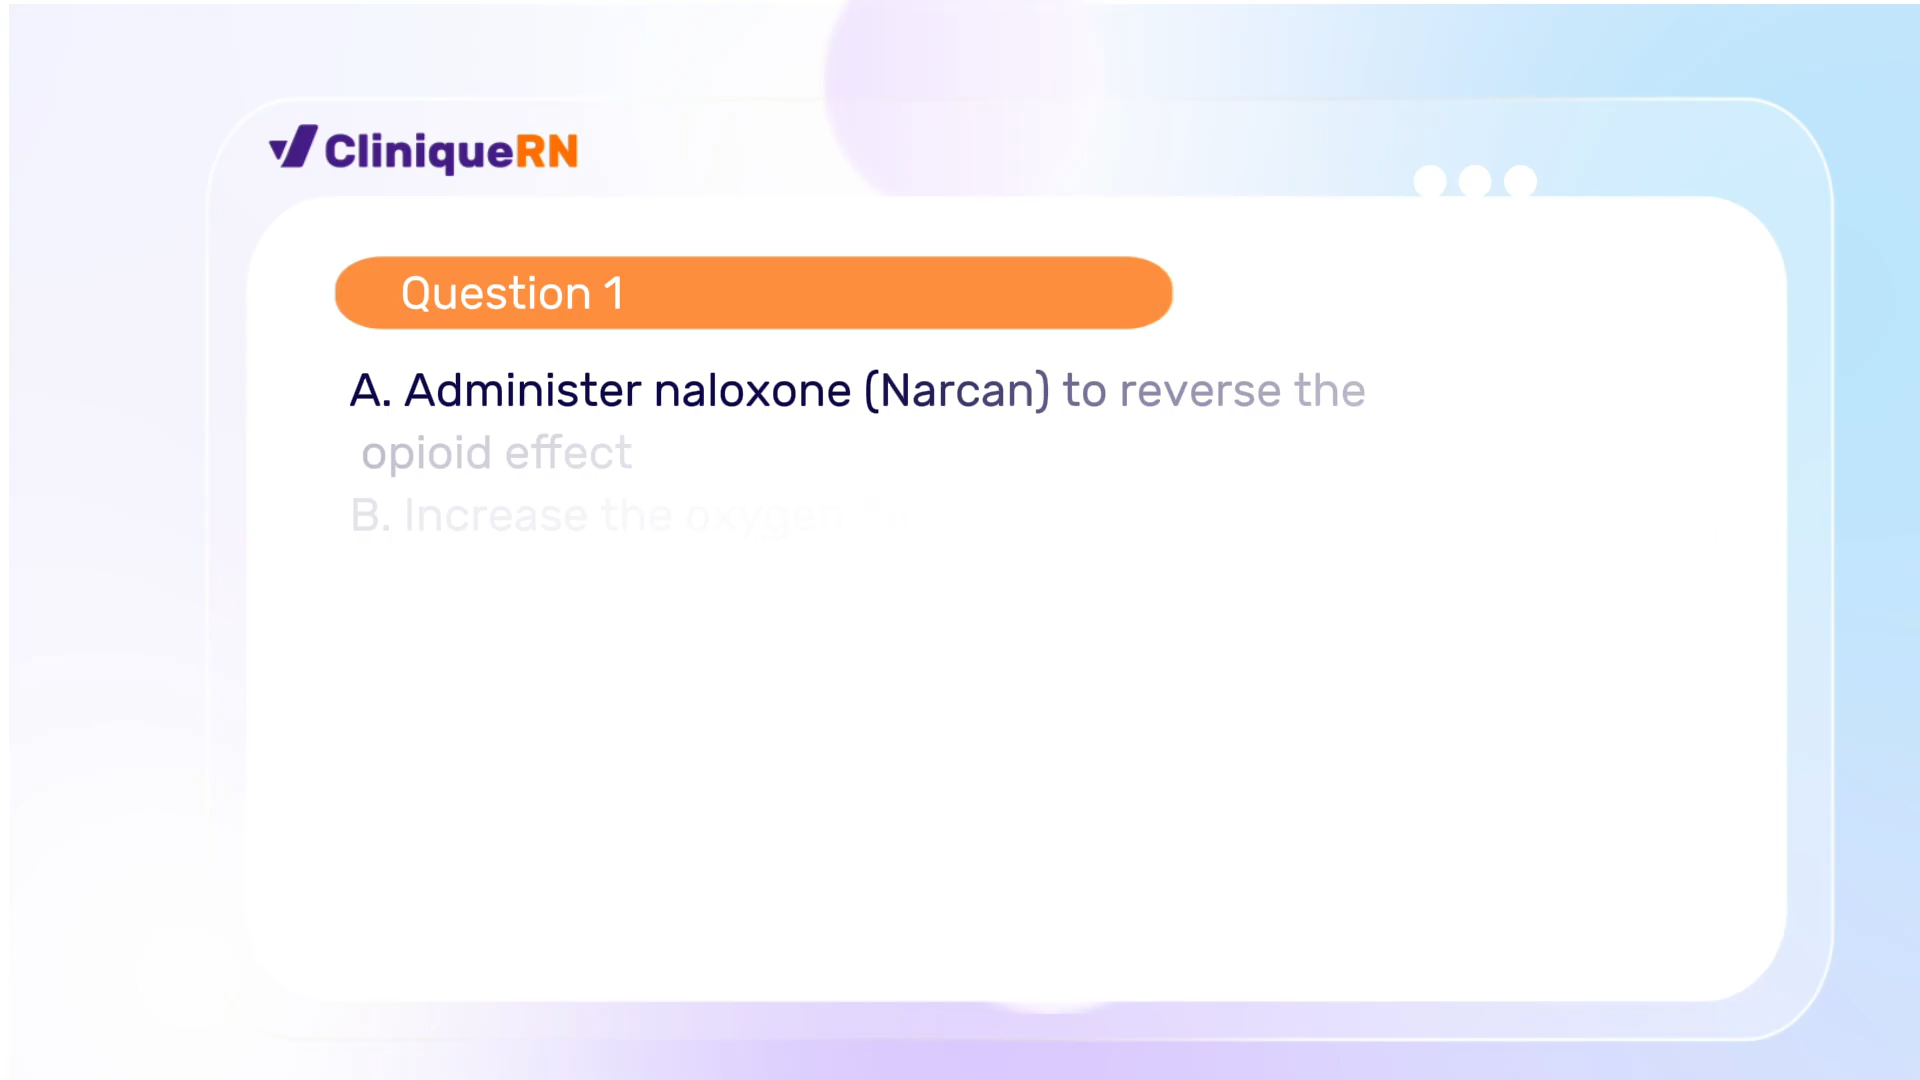 CliniqueRN
Question 1
A. Administer naloxone (Narcan) to reverse the
opioid effect
B. Increase the oxygen